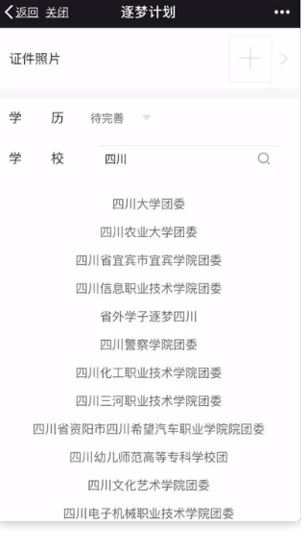 返回 关闭 逐梦计划
证件照片
学 历 待完善
学 校 四川
四川大学团委
四川农业大学团委
四川省宜宾市宜宾学院团委
四川信息职业技术学院团委
省外学子逐梦四川
四川警察学院团委
四川化工职业技术学院团委
四川三河职业技术学院团委
四川省资阳市四川希望汽车职业学院院团委
四川幼儿师范高等专科学校团
四川文化艺术学院团委
四川电子机械职业技术学院团委